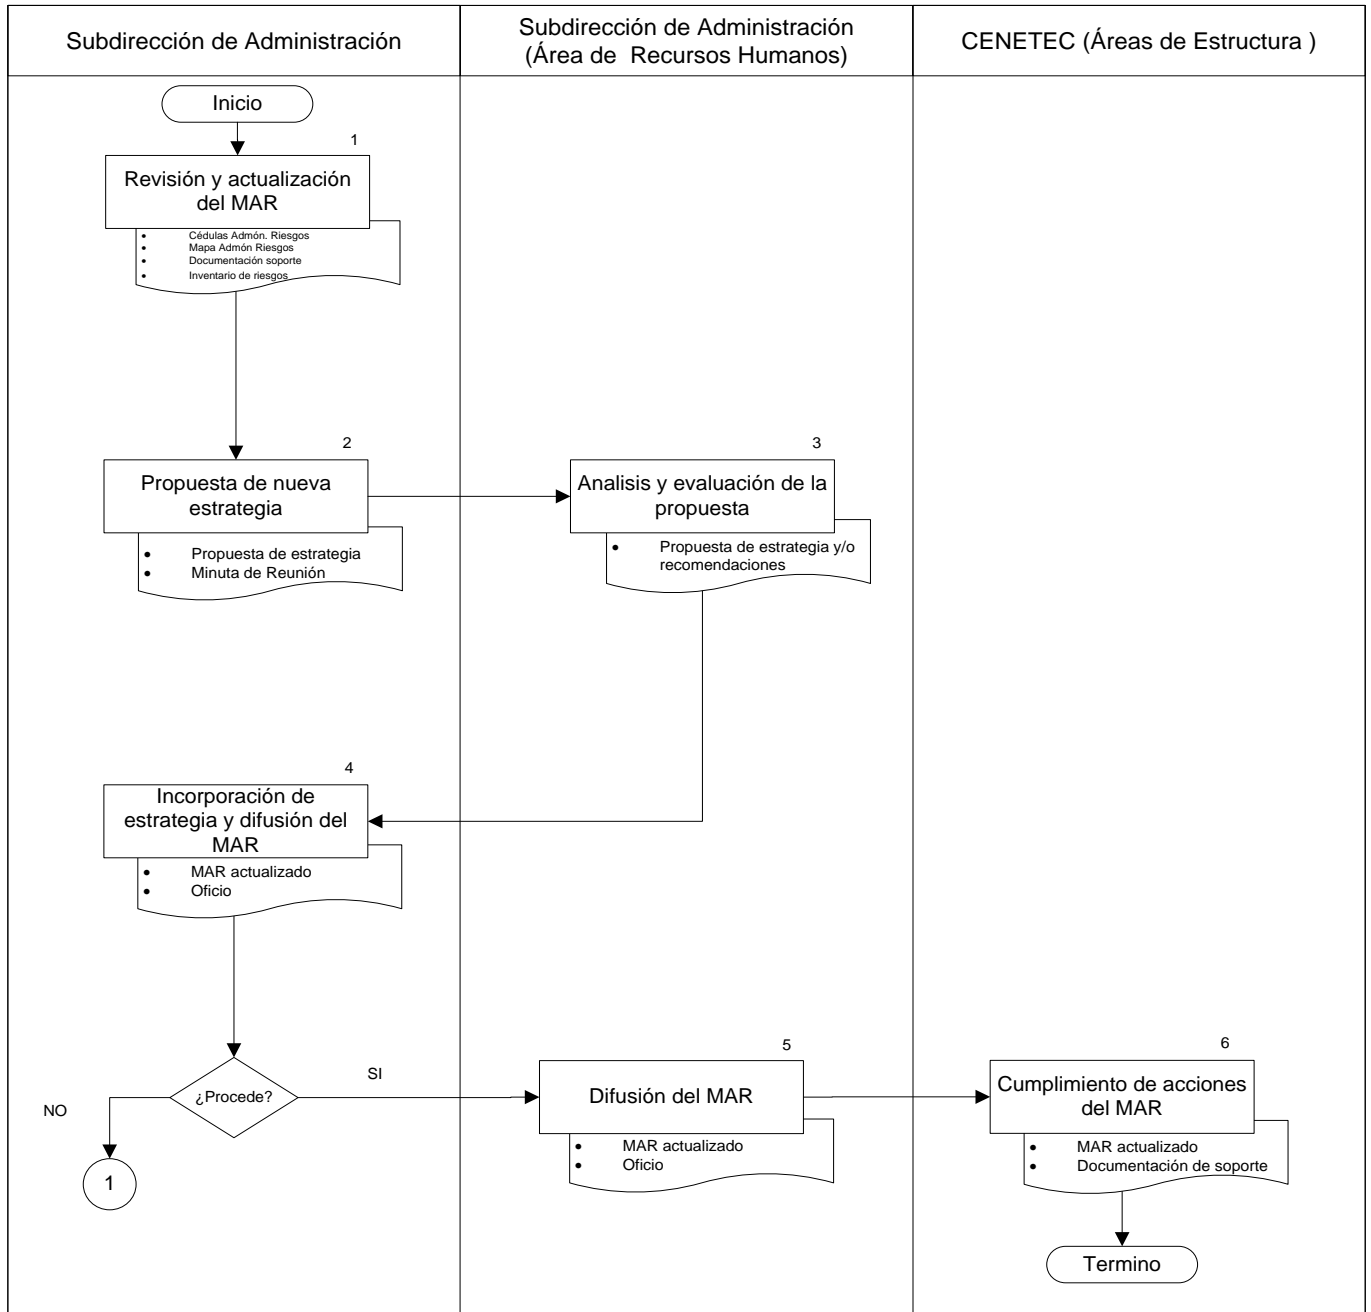 Subdirección de Administración
Subdirección de Administración
(Área de Recursos Humanos)
CENETEC (Áreas de Estructura )
Inicio
1
Revisión y actualización
del MAR
• Cédulas Admón. Riesgos
• Mapa Admón Riesgos
• Documentación soporte
• Inventario de riesgos
2
Propuesta de nueva
estrategia
• Propuesta de estrategia
• Minuta de Reunión
3
Analisis y evaluación de la
propuesta
• Propuesta de estrategia y/o
recomendaciones
4
Incorporación de
estrategia y difusión del
MAR
• MAR actualizado
• Oficio
¿Procede?
NO
1
SI
5
Difusión del MAR
• MAR actualizado
• Oficio
6
Cumplimiento de acciones
del MAR
• MAR actualizado
• Documentación de soporte
Termino